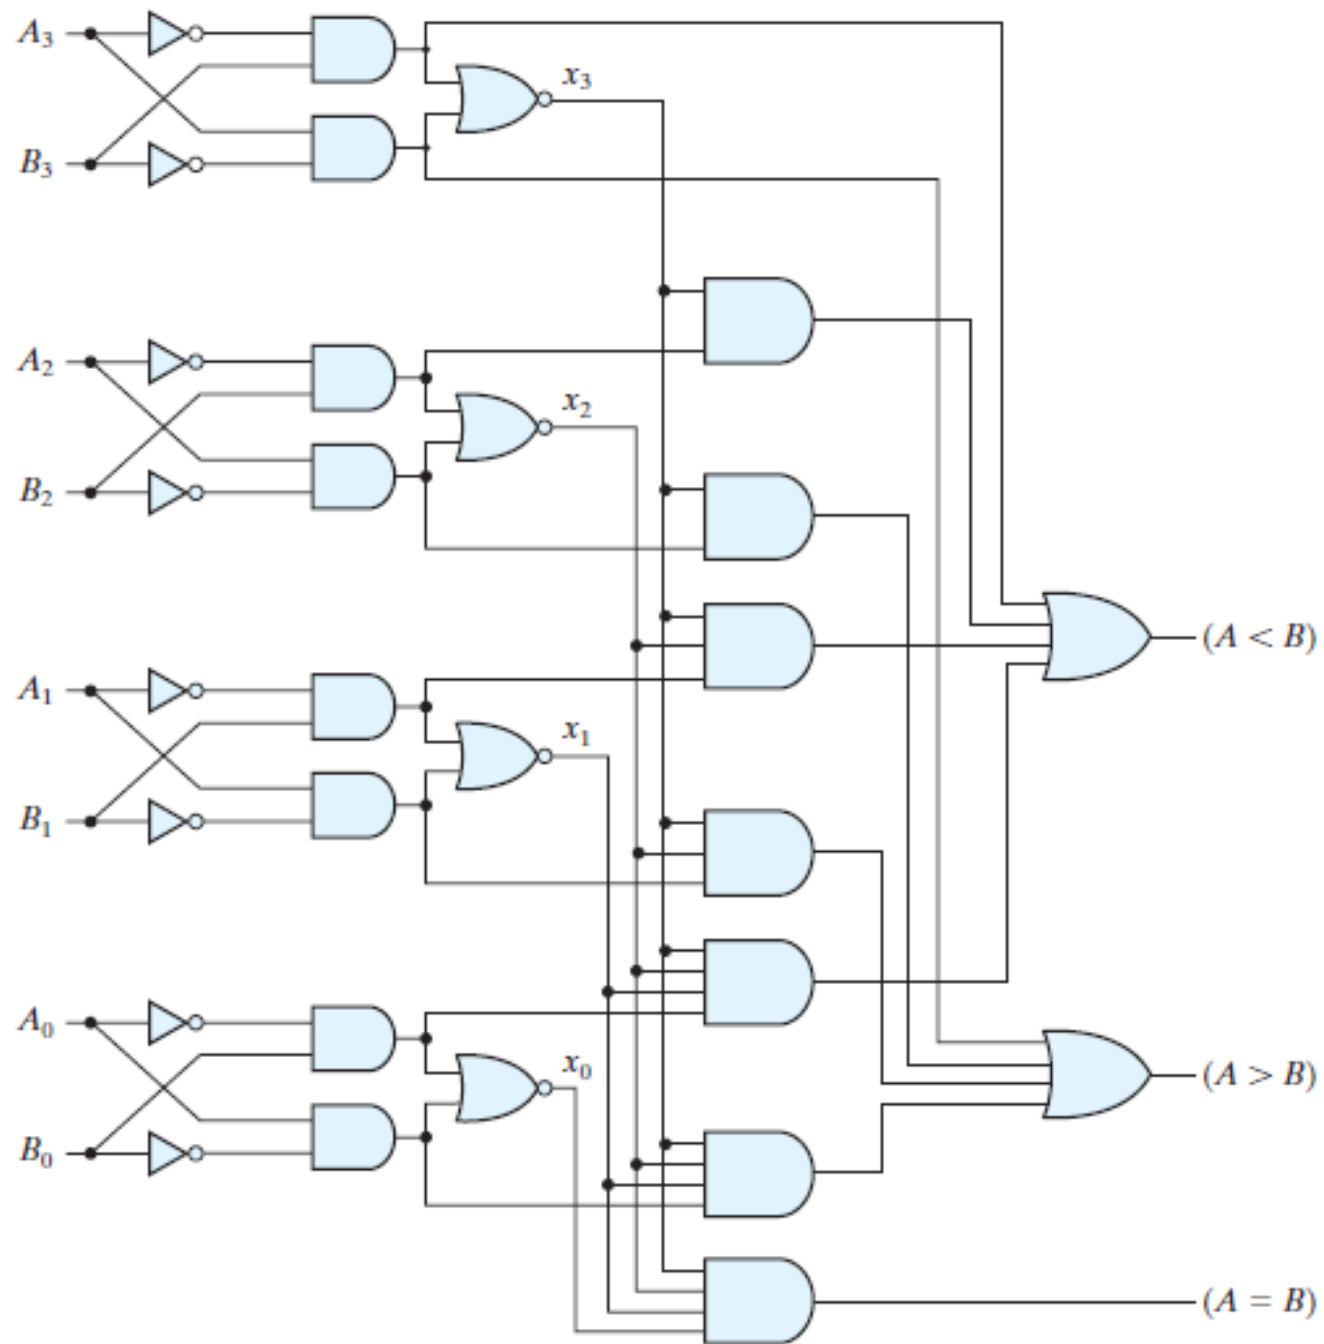 A₃
x₃
B₃
A₂
x₂
B₂
(A < B)
A₁
x₁
B₁
A₀
x₀
(A > B)
B₀
(A = B)